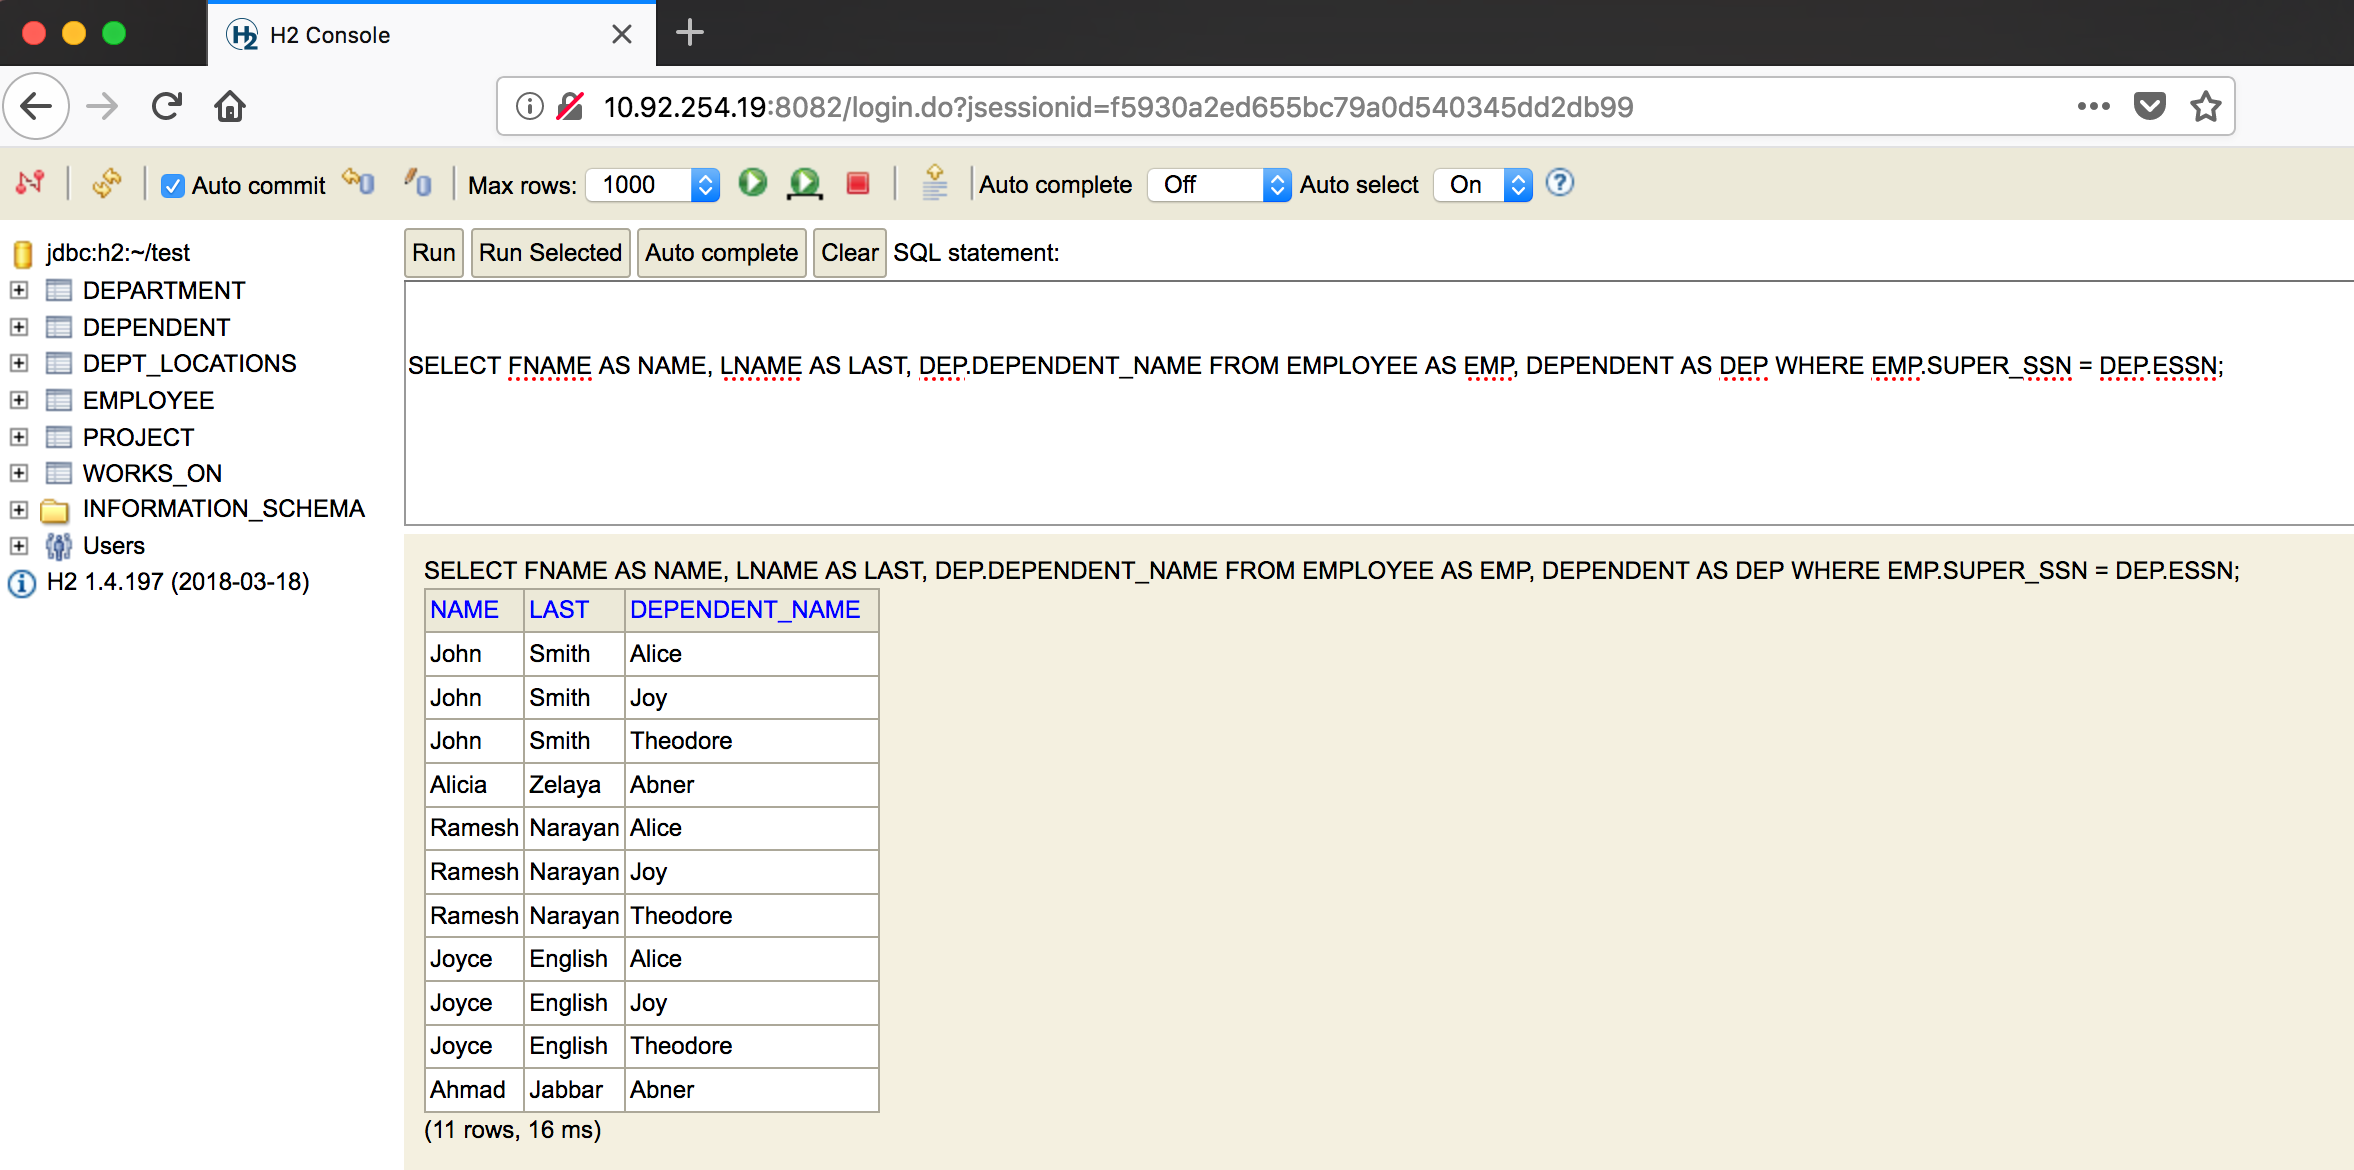 H2 Console
10.92.254.19:8082/login.do?jsessionid=f5930a2ed655bc79a0d540345dd2db99
Auto commit Max rows: 1000 Auto complete Off Auto select On
jdbc:h2:~/test
DEPARTMENT
DEPENDENT
DEPT_LOCATIONS
EMPLOYEE
PROJECT
WORKS_ON
INFORMATION_SCHEMA
Users
H2 1.4.197 (2018-03-18)
Run Run Selected Auto complete Clear SQL statement:
SELECT FNAME AS NAME, LNAME AS LAST, DEP.DEPENDENT_NAME FROM EMPLOYEE AS EMP, DEPENDENT AS DEP WHERE EMP.SUPER_SSN = DEP.ESSN;
SELECT FNAME AS NAME, LNAME AS LAST, DEP.DEPENDENT_NAME FROM EMPLOYEE AS EMP, DEPENDENT AS DEP WHERE EMP.SUPER_SSN = DEP.ESSN;
NAME LAST DEPENDENT_NAME
John Smith Alice
John Smith Joy
John Smith Theodore
Alicia Zelaya Abner
Ramesh Narayan Alice
Ramesh Narayan Joy
Ramesh Narayan Theodore
Joyce English Alice
Joyce English Joy
Joyce English Theodore
Ahmad Jabbar Abner
(11 rows, 16 ms)